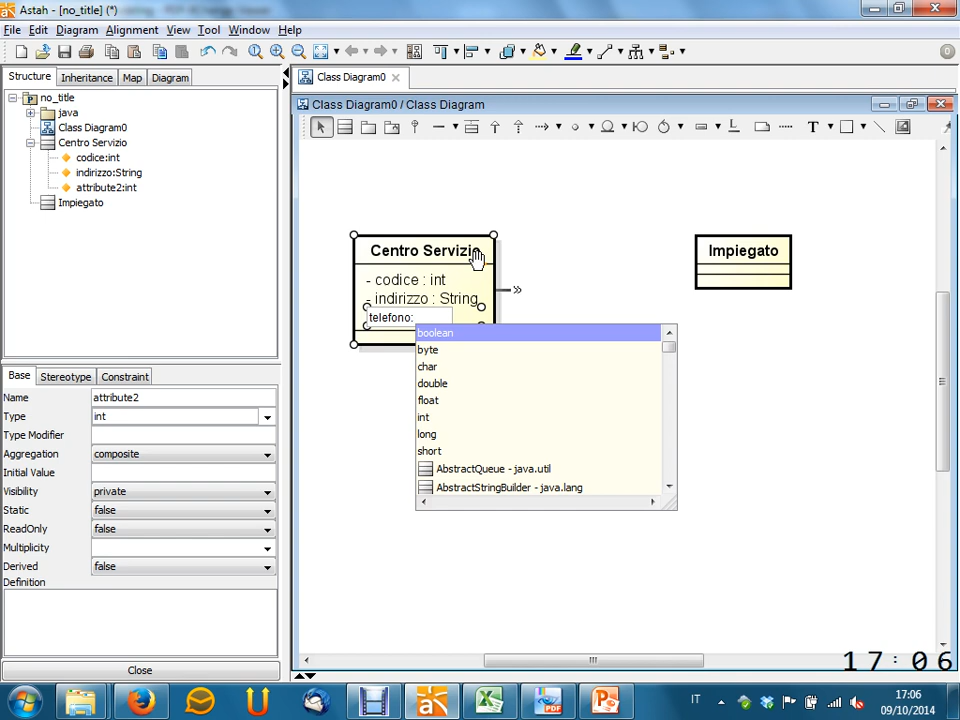 Astah - [no_title] (*)
File Edit Diagram Alignment View Tool Window Help
0
Structure Inheritance Map Diagram
no_title
java
Class Diagram0
Centro Servizio
codice:int
indirizzo:String
attribute2:int
Impiegato
Class Diagram0
Class Diagram0 / Class Diagram
T
Centro Servizio
- codice : int
- indirizzo : String
telefono:
Impiegato
boolean
byte
char
double
float
int
long
short
AbstractQueue - java.util
AbstractStringBuilder - java.lang
Base Stereotype Constraint
Name attribute2
Type int
Type Modifier
Aggregation composite
Initial Value
Visibility private
Static false
ReadOnly false
Multiplicity
Derived false
Definition
Close
17:06
IT
17:06
09/10/2014